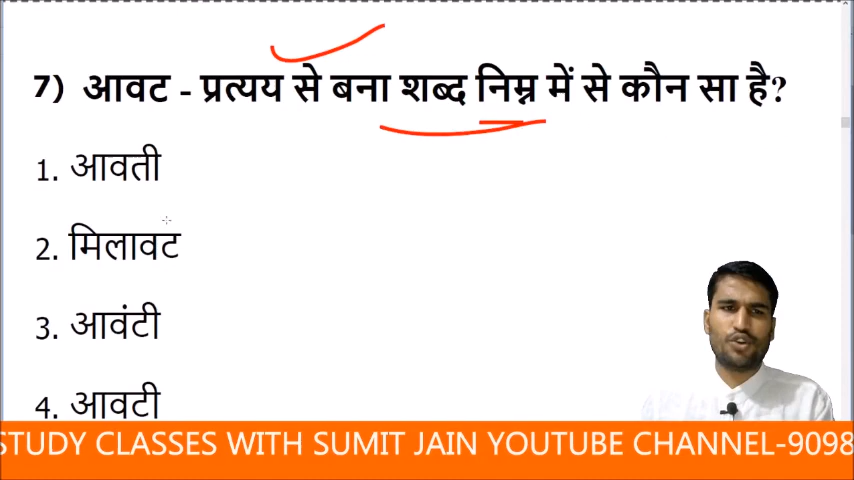 7) आवट - प्रत्यय से बना शब्द निम्न में से कौन सा है?
1. आवती
2. मिलावट
3. आवंटी
4. आवटी
STUDY CLASSES WITH SUMIT JAIN YOUTUBE CHANNEL-9098